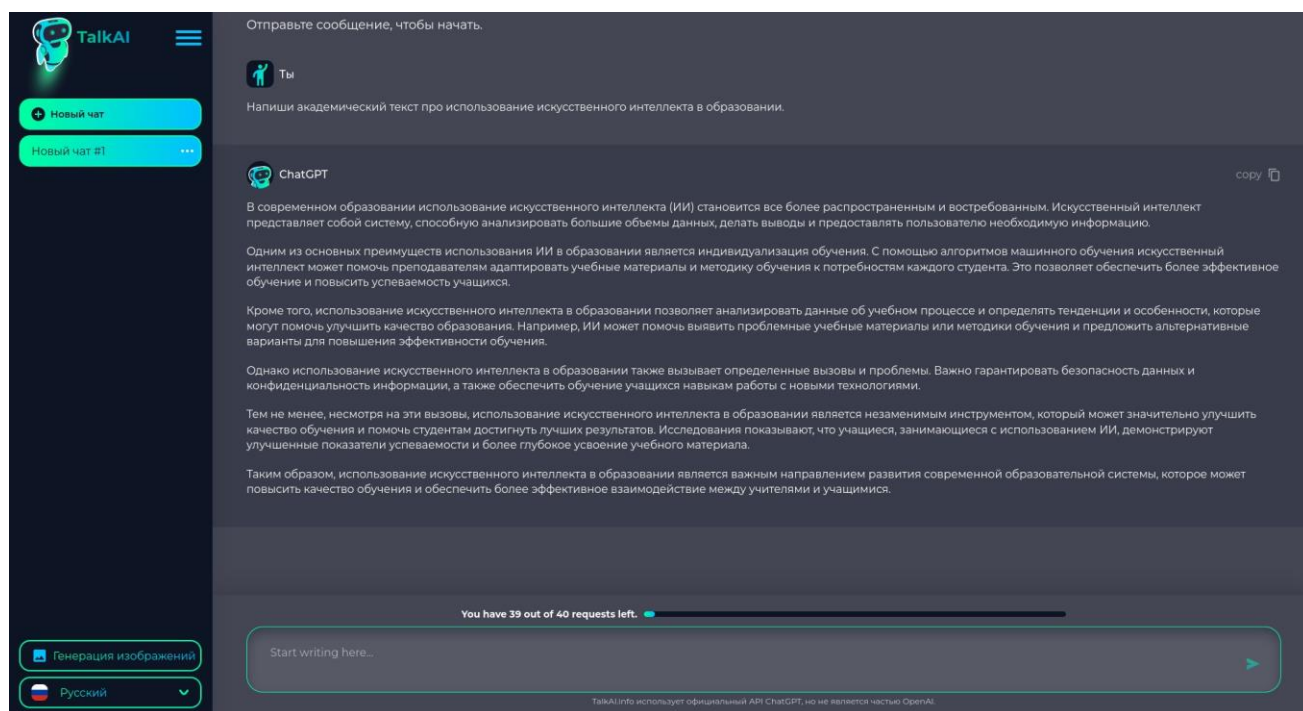 TalkAI
Новый чат
Новый чат #1
Генерация изображений
Русский
Отправьте сообщение, чтобы начать.
Ты
Напиши академический текст про использование искусственного интеллекта в образовании.
ChatGPT
copy
В современном образовании использование искусственного интеллекта (ИИ) становится все более распространенным и востребованным. Искусственный интеллект
представляет собой систему, способную анализировать большие объемы данных, делать выводы и предоставлять пользователю необходимую информацию.
Одним из основных преимуществ использования ИИ в образовании является индивидуализация обучения. С помощью алгоритмов машинного обучения искусственный
интеллект может помочь преподавателям адаптировать учебные материалы и методику обучения к потребностям каждого студента. Это позволяет обеспечить более эффективное
обучение и повысить успеваемость учащихся.
Кроме того, использование искусственного интеллекта в образовании позволяет анализировать данные об учебном процессе и определять тенденции и особенности, которые
могут помочь улучшить качество образования. Например, ИИ может помочь выявить проблемные учебные материалы или методики обучения и предложить альтернативные
варианты для повышения эффективности обучения.
Однако использование искусственного интеллекта в образовании также вызывает определенные вызовы и проблемы. Важно гарантировать безопасность данных и
конфиденциальность информации, а также обеспечить обучение учащихся навыкам работы с новыми технологиями.
Тем не менее, несмотря на эти вызовы, использование искусственного интеллекта в образовании является незаменимым инструментом, который может значительно улучшить
качество обучения и помочь студентам достигнуть лучших результатов. Исследования показывают, что учащиеся, занимающиеся с использованием ИИ, демонстрируют
улучшенные показатели успеваемости и более глубокое усвоение учебного материала.
Таким образом, использование искусственного интеллекта в образовании является важным направлением развития современной образовательной системы, которое может
повысить качество обучения и обеспечить более эффективное взаимодействие между учителями и учащимися.
You have 39 out of 40 requests left.
Start writing here...
TalkAI.info использует официальный API ChatGPT, но не является частью OpenAI.